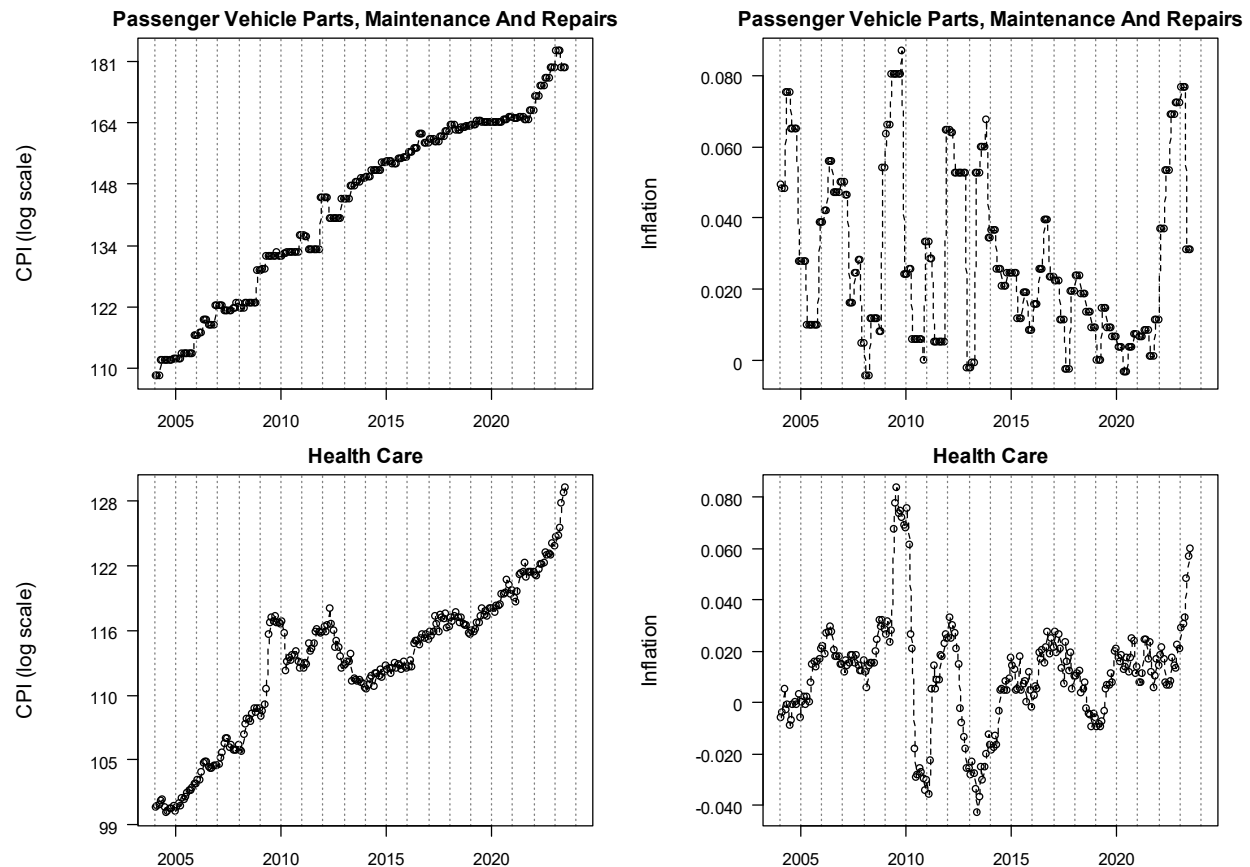 Passenger Vehicle Parts, Maintenance And Repairs
CPI (log scale)
181
164
148
134
122
110
2005 2010 2015 2020
Passenger Vehicle Parts, Maintenance And Repairs
Inflation
0.080
0.060
0.040
0.020
0
2005 2010 2015 2020
Health Care
CPI (log scale)
128
122
116
110
105
99
2005 2010 2015 2020
Health Care
Inflation
0.080
0.060
0.040
0.020
0
-0.020
-0.040
2005 2010 2015 2020